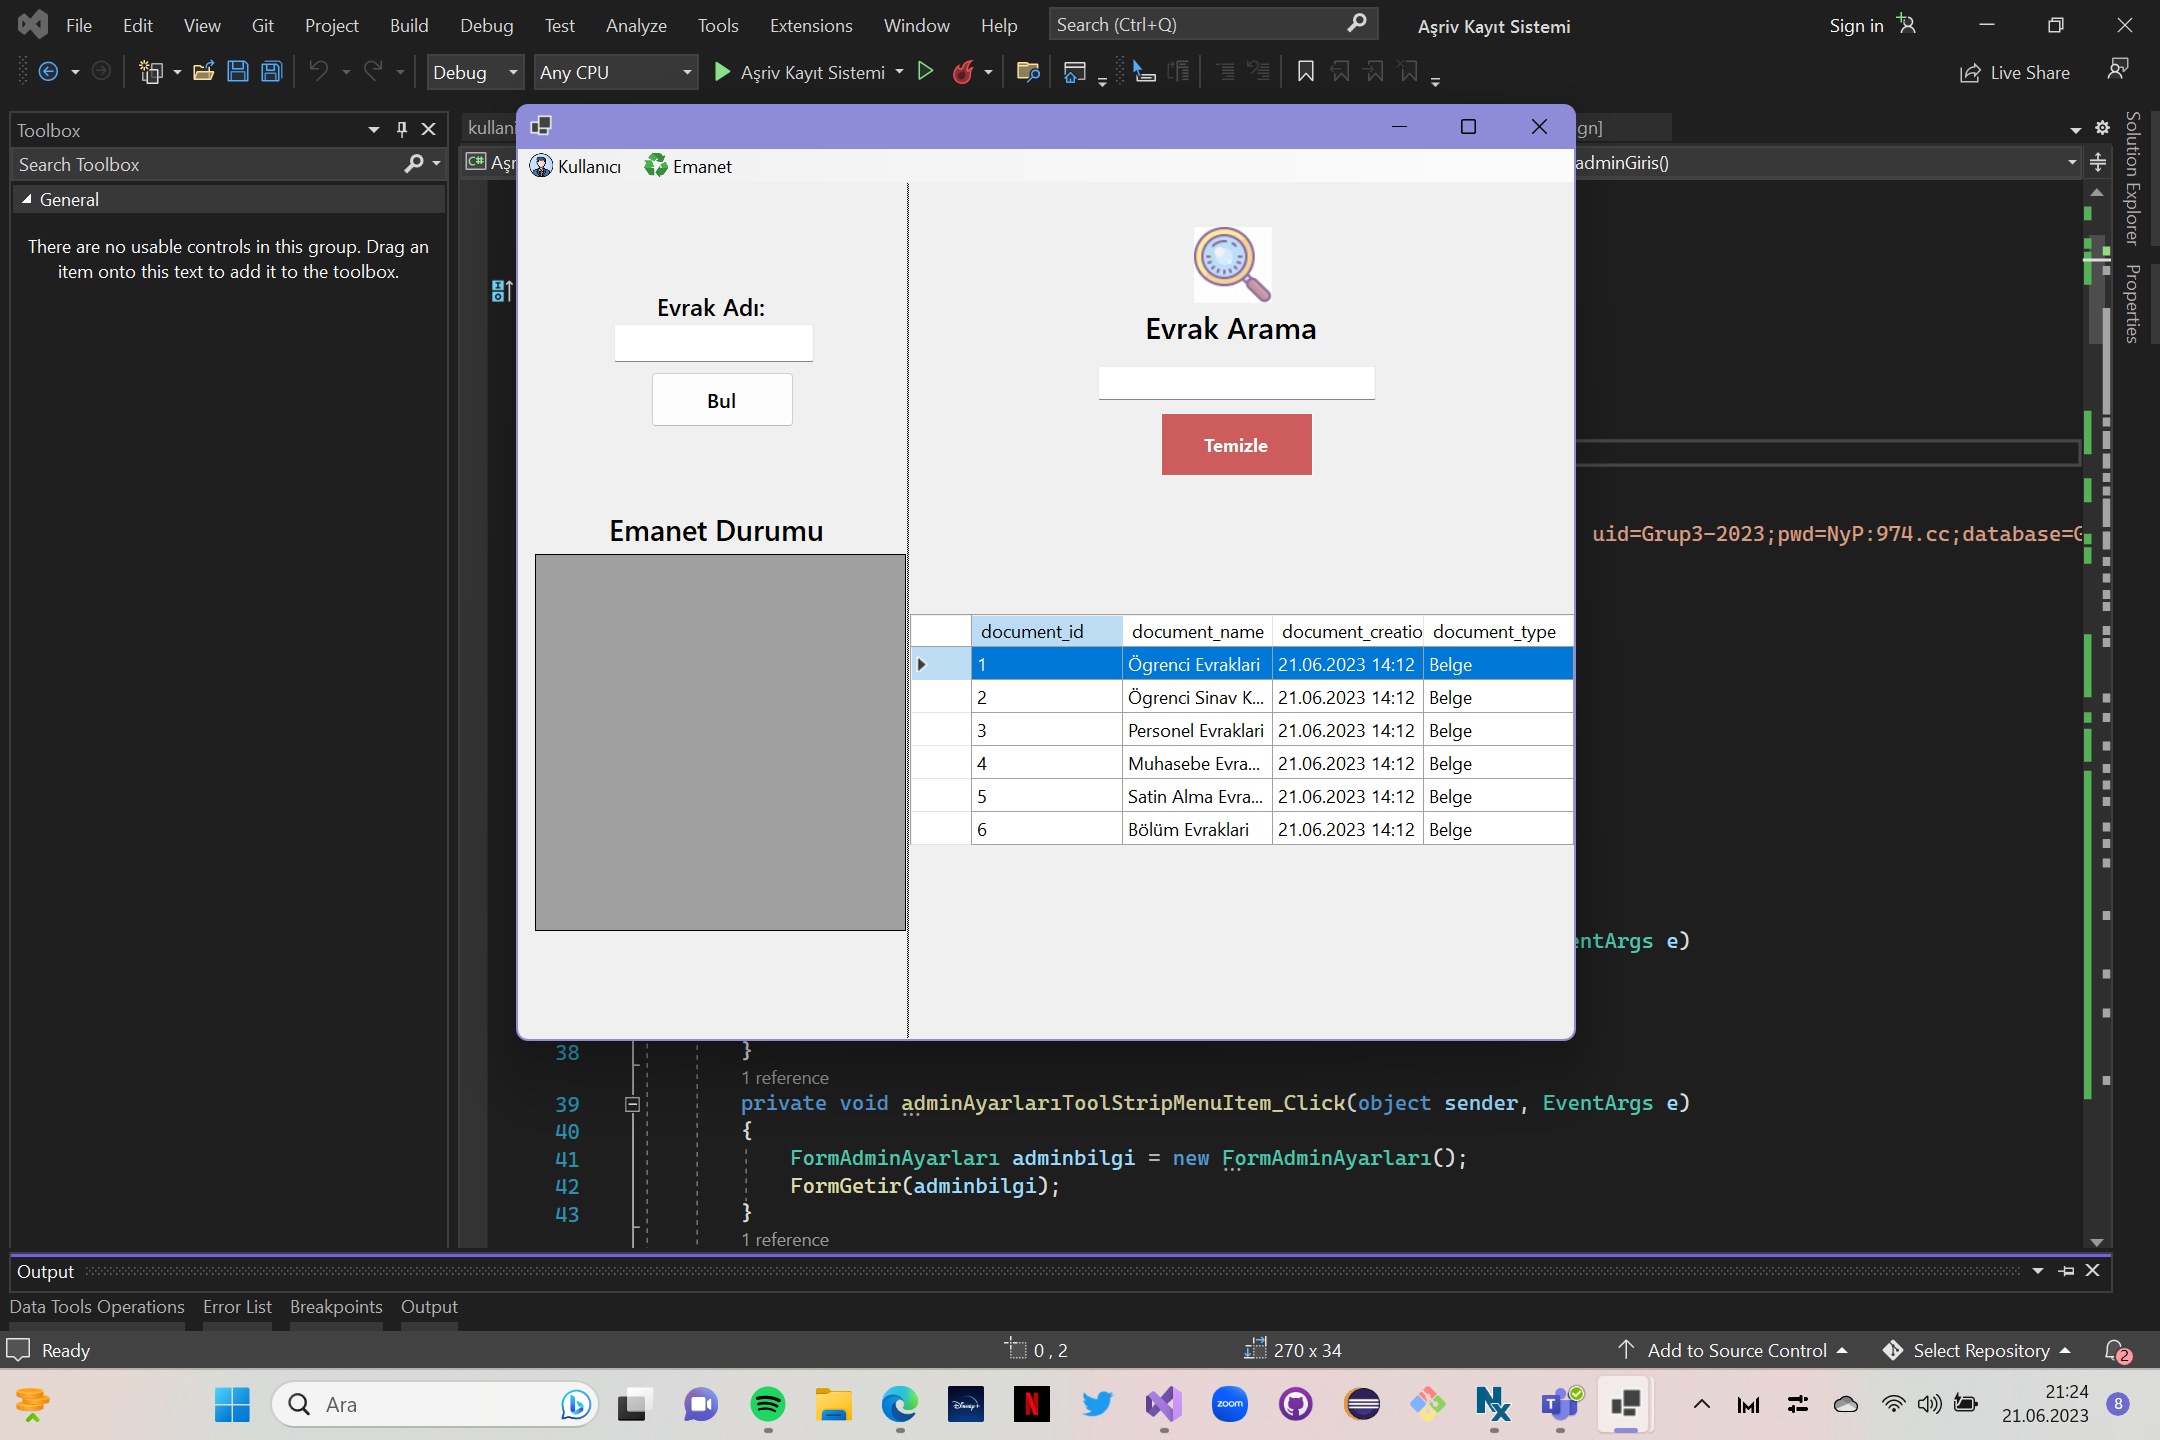 File Edit View Git Project Build Debug Test Analyze Tools Extensions Window Help Search (Ctrl+Q) Aşriv Kayıt Sistemi Sign in
Debug Any CPU Aşriv Kayıt Sistemi Live Share
Toolbox
Search Toolbox
General
There are no usable controls in this group. Drag an
item onto this text to add it to the toolbox.
kullani
gn]
C# Aşr
adminGiris()
Solution Explorer
Properties
Kullanıcı Emanet
Evrak Adı:
Bul
Emanet Durumu
Evrak Arama
Temizle
uid=Grup3-2023;pwd=NyP:974.cc;database=G
document_id document_name document_creatio document_type
1 Ögrenci Evraklari 21.06.2023 14:12 Belge
2 Ögrenci Sinav K... 21.06.2023 14:12 Belge
3 Personel Evraklari 21.06.2023 14:12 Belge
4 Muhasebe Evra... 21.06.2023 14:12 Belge
5 Satin Alma Evra... 21.06.2023 14:12 Belge
6 Bölüm Evraklari 21.06.2023 14:12 Belge
entArgs e)
38 }
1 reference
39 private void adminAyarlarıToolStripMenuItem_Click(object sender, EventArgs e)
40 {
41 FormAdminAyarları adminbilgi = new FormAdminAyarları();
42 FormGetir(adminbilgi);
43 }
1 reference
Output
Data Tools Operations Error List Breakpoints Output
Ready 0 , 2 270 x 34 Add to Source Control Select Repository 2
Ara Disney+ N zoom 21:24
21.06.2023 8